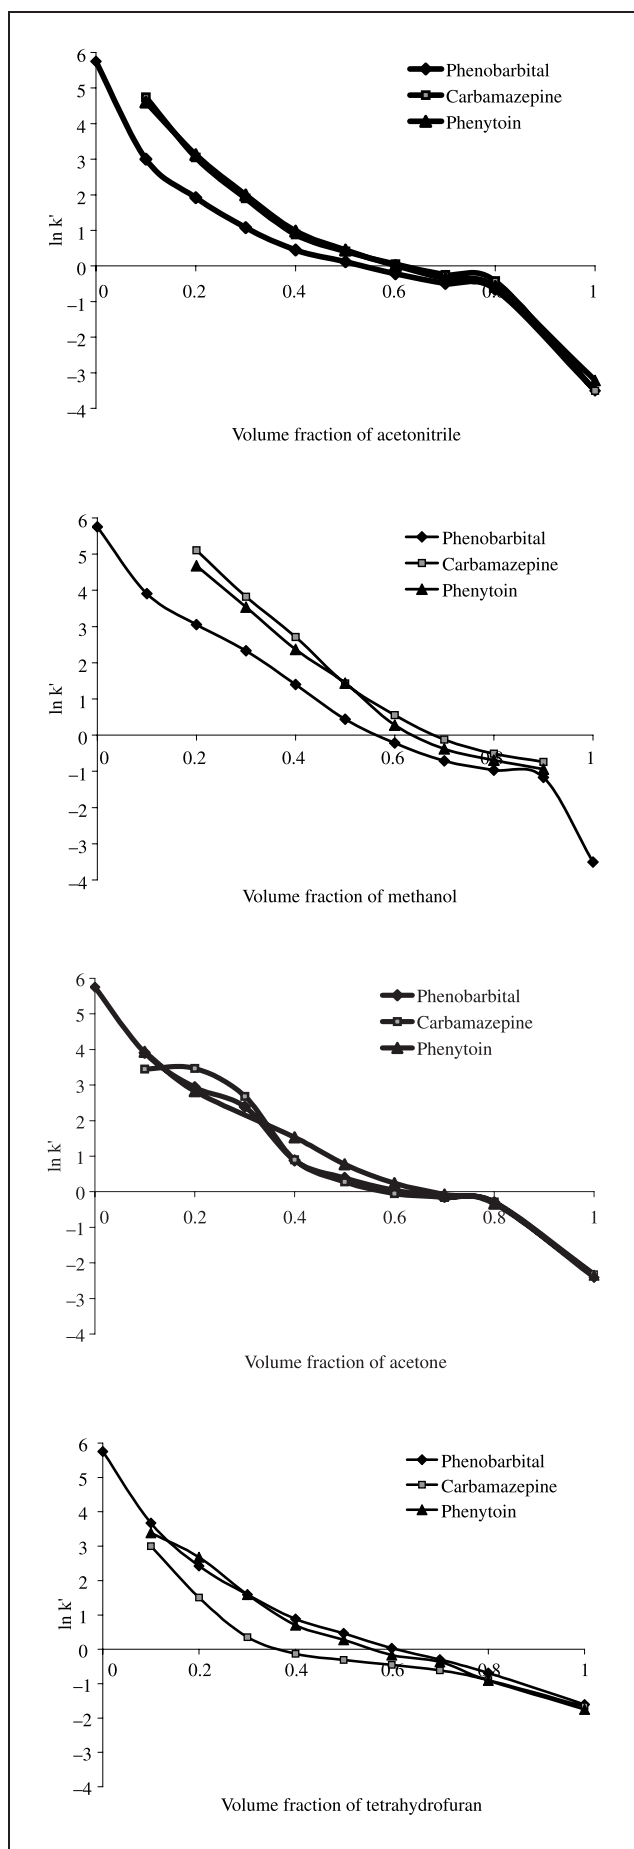 6
5
4
3
2
1
0
−1
−2
−3
−4
ln k'
0 0.2 0.4 0.6 0.8 1
Phenobarbital
Carbamazepine
Phenytoin
Volume fraction of acetonitrile
6
5
4
3
2
1
0
−1
−2
−3
−4
ln k'
0 0.2 0.4 0.6 0.8 1
Phenobarbital
Carbamazepine
Phenytoin
Volume fraction of methanol
6
5
4
3
2
1
0
−1
−2
−3
−4
ln k'
0 0.2 0.4 0.6 0.8 1
Phenobarbital
Carbamazepine
Phenytoin
Volume fraction of acetone
6
5
4
3
2
1
0
−1
−2
−3
−4
ln k'
0 0.2 0.4 0.6 0.8 1
Phenobarbital
Carbamazepine
Phenytoin
Volume fraction of tetrahydrofuran